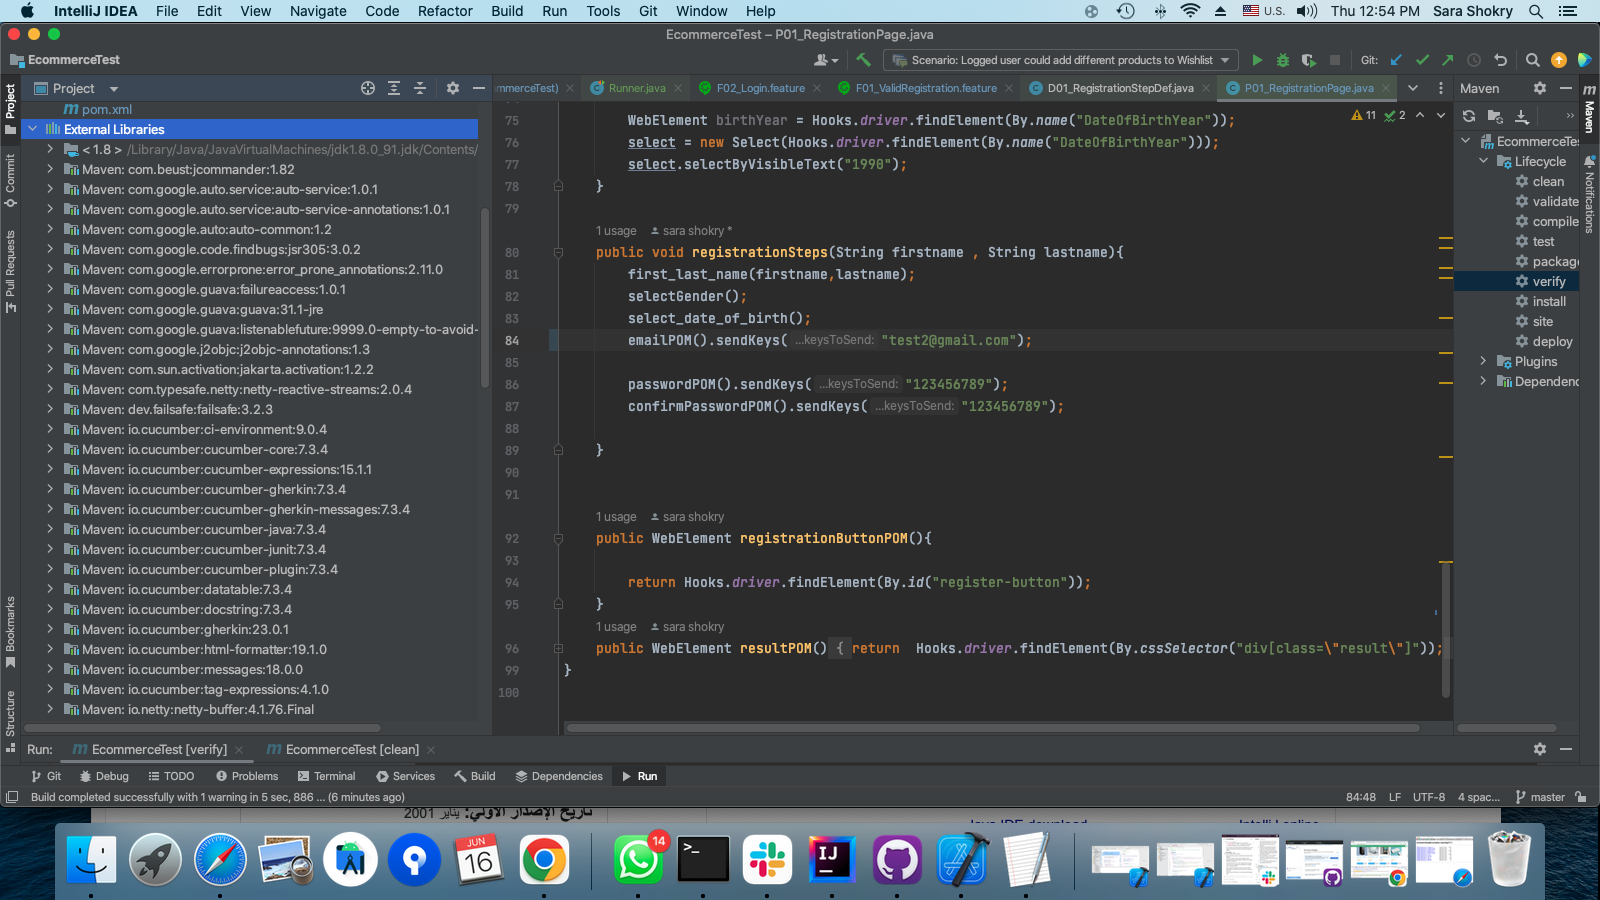 IntelliJ IDEA File Edit View Navigate Code Refactor Build Run Tools Git Window Help U.S. Thu 12:54 PM Sara Shokry
EcommerceTest – P01_RegistrationPage.java
EcommerceTest
Scenario: Logged user could add different products to Wishlist
Git:
Project
mmerceTest)
Runner.java
F02_Login.feature
F01_ValidRegistration.feature
D01_RegistrationStepDef.java
P01_RegistrationPage.java
Maven
Project
Commit
Pull Requests
Bookmarks
Structure
pom.xml
External Libraries
< 1.8 > /Library/Java/JavaVirtualMachines/jdk1.8.0_91.jdk/Contents/
Maven: com.beust:jcommander:1.82
Maven: com.google.auto.service:auto-service:1.0.1
Maven: com.google.auto.service:auto-service-annotations:1.0.1
Maven: com.google.auto:auto-common:1.2
Maven: com.google.code.findbugs:jsr305:3.0.2
Maven: com.google.errorprone:error_prone_annotations:2.11.0
Maven: com.google.guava:failureaccess:1.0.1
Maven: com.google.guava:guava:31.1-jre
Maven: com.google.guava:listenablefuture:9999.0-empty-to-avoid-
Maven: com.google.j2objc:j2objc-annotations:1.3
Maven: com.sun.activation:jakarta.activation:1.2.2
Maven: com.typesafe.netty:netty-reactive-streams:2.0.4
Maven: dev.failsafe:failsafe:3.2.3
Maven: io.cucumber:ci-environment:9.0.4
Maven: io.cucumber:cucumber-core:7.3.4
Maven: io.cucumber:cucumber-expressions:15.1.1
Maven: io.cucumber:cucumber-gherkin:7.3.4
Maven: io.cucumber:cucumber-gherkin-messages:7.3.4
Maven: io.cucumber:cucumber-java:7.3.4
Maven: io.cucumber:cucumber-junit:7.3.4
Maven: io.cucumber:cucumber-plugin:7.3.4
Maven: io.cucumber:datatable:7.3.4
Maven: io.cucumber:docstring:7.3.4
Maven: io.cucumber:gherkin:23.0.1
Maven: io.cucumber:html-formatter:19.1.0
Maven: io.cucumber:messages:18.0.0
Maven: io.cucumber:tag-expressions:4.1.0
Maven: io.netty:netty-buffer:4.1.76.Final
11 2
75 WebElement birthYear = Hooks.driver.findElement(By.name("DateOfBirthYear"));
76 select = new Select(Hooks.driver.findElement(By.name("DateOfBirthYear")));
77 select.selectByVisibleText("1990");
78 }
79
1 usage sara shokry *
80 public void registrationSteps(String firstname , String lastname){
81 first_last_name(firstname,lastname);
82 selectGender();
83 select_date_of_birth();
84 emailPOM().sendKeys( ...keysToSend: "test2@gmail.com");
85
86 passwordPOM().sendKeys( ...keysToSend: "123456789");
87 confirmPasswordPOM().sendKeys( ...keysToSend: "123456789");
88
89 }
90
91
1 usage sara shokry
92 public WebElement registrationButtonPOM(){
93
94 return Hooks.driver.findElement(By.id("register-button"));
95 }
1 usage sara shokry
96 public WebElement resultPOM() { return Hooks.driver.findElement(By.cssSelector("div[class=\"result\"]"));
99 }
100
EcommerceTes
Lifecycle
clean
validate
compile
test
package
verify
install
site
deploy
Plugins
Dependenc
Maven
Notifications
Run: EcommerceTest [verify] EcommerceTest [clean]
Git Debug TODO Problems Terminal Services Build Dependencies Run
Build completed successfully with 1 warning in 5 sec, 886 ... (6 minutes ago) 84:48 LF UTF-8 4 spac... master
تاريخ الإصدار الأولي: يناير 2001
Java IDE download
Intelli Lonline
JUN
16
14
IJ